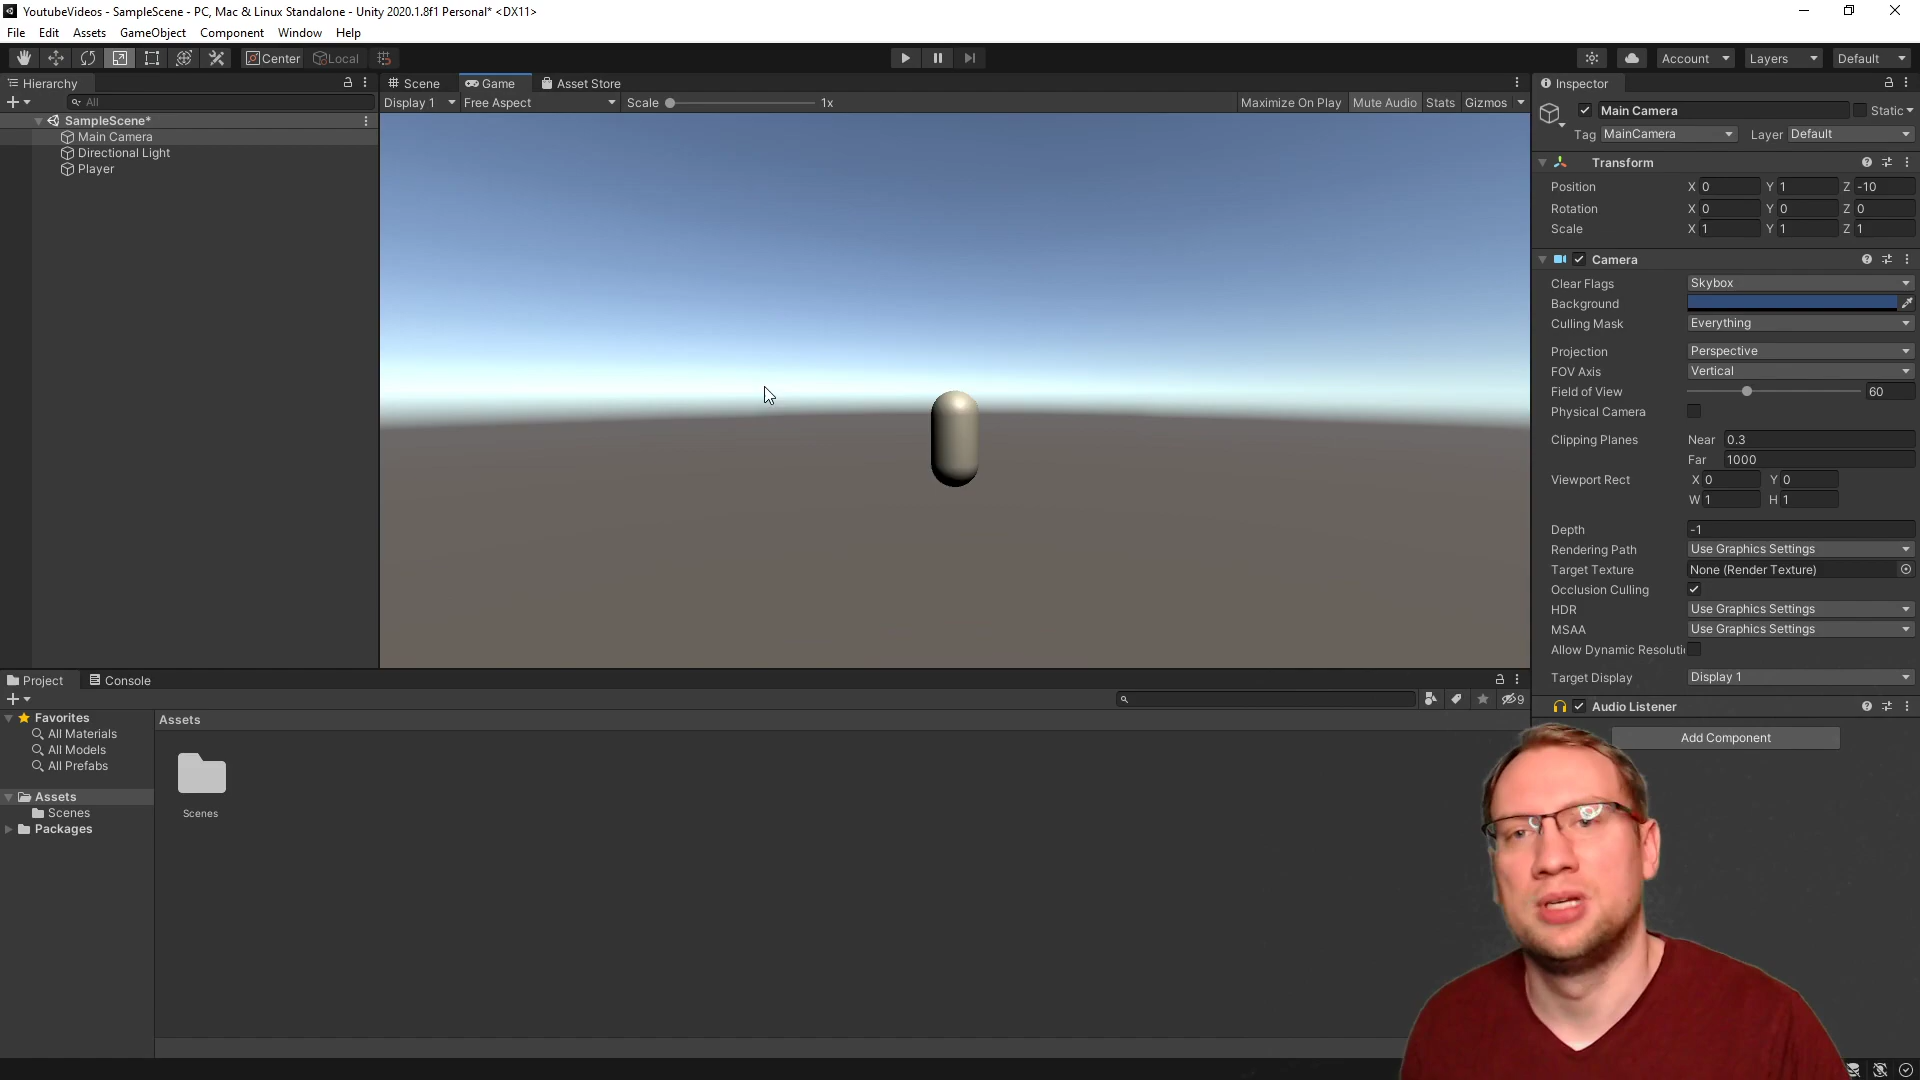 YoutubeVideos - SampleScene - PC, Mac & Linux Standalone - Unity 2020.1.8f1 Personal* <DX11>
File Edit Assets GameObject Component Window Help
Center Local Account Layers Default
Hierarchy
All
SampleScene*
Main Camera
Directional Light
Player
Scene Game Asset Store
Display 1 Free Aspect Scale 1x Maximize On Play Mute Audio Stats Gizmos
Inspector
Main Camera Static
Tag MainCamera Layer Default
Transform
Position X 0 Y 1 Z -10
Rotation X 0 Y 0 Z 0
Scale X 1 Y 1 Z 1
Camera
Clear Flags Skybox
Background
Culling Mask Everything
Projection Perspective
FOV Axis Vertical
Field of View 60
Physical Camera
Clipping Planes Near 0.3
Far 1000
Viewport Rect X 0 Y 0
W 1 H 1
Depth -1
Rendering Path Use Graphics Settings
Target Texture None (Render Texture)
Occlusion Culling
HDR Use Graphics Settings
MSAA Use Graphics Settings
Allow Dynamic Resoluti
Target Display Display 1
Audio Listener
Add Component
Project Console
9
Favorites
All Materials
All Models
All Prefabs
Assets
Scenes
Packages
Assets
Scenes